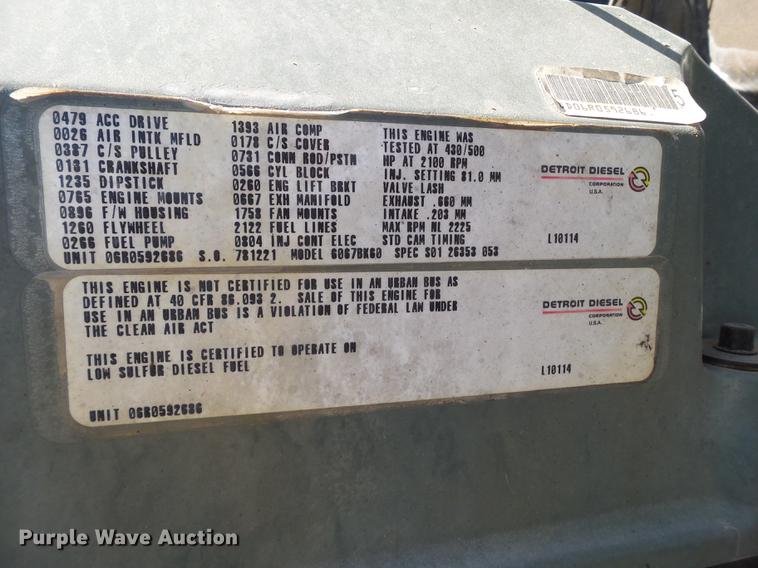 D06R0592686
5
0479 ACC DRIVE 1393 AIR COMP THIS ENGINE WAS
0026 AIR INTK MFLD 0178 C/S COVER TESTED AT 430/500
0387 C/S PULLEY 0731 CONN ROD/PSTN HP AT 2100 RPM
0181 CRANKSHAFT 0566 CYL BLOCK INJ. SETTING 81.0 MM
1235 DIPSTICK 0260 ENG LIFT BRKT VALVE LASH
0765 ENGINE MOUNTS 0667 EXH MANIFOLD EXHAUST .660 MM
0896 F/W HOUSING 1758 FAN MOUNTS INTAKE .203 MM
1260 FLYWHEEL 2122 FUEL LINES MAX RPM NL 2225
0266 FUEL PUMP 0804 INJ CONT ELEC STD CAM TIMING
UNIT 06R0592686 S.O. 781221 MODEL 6067BK60 SPEC S01 26353 053
DETROIT DIESEL
CORPORATION
U.S.A.
L10114
THIS ENGINE IS NOT CERTIFIED FOR USE IN AN URBAN BUS AS
DEFINED AT 40 CFR 86.093 2. SALE OF THIS ENGINE FOR
USE IN AN URBAN BUS IS A VIOLATION OF FEDERAL LAW UNDER
THE CLEAN AIR ACT
THIS ENGINE IS CERTIFIED TO OPERATE ON
LOW SULFUR DIESEL FUEL
UNIT 06R0592686
DETROIT DIESEL
CORPORATION
U.S.A.
L10114
Purple Wave Auction